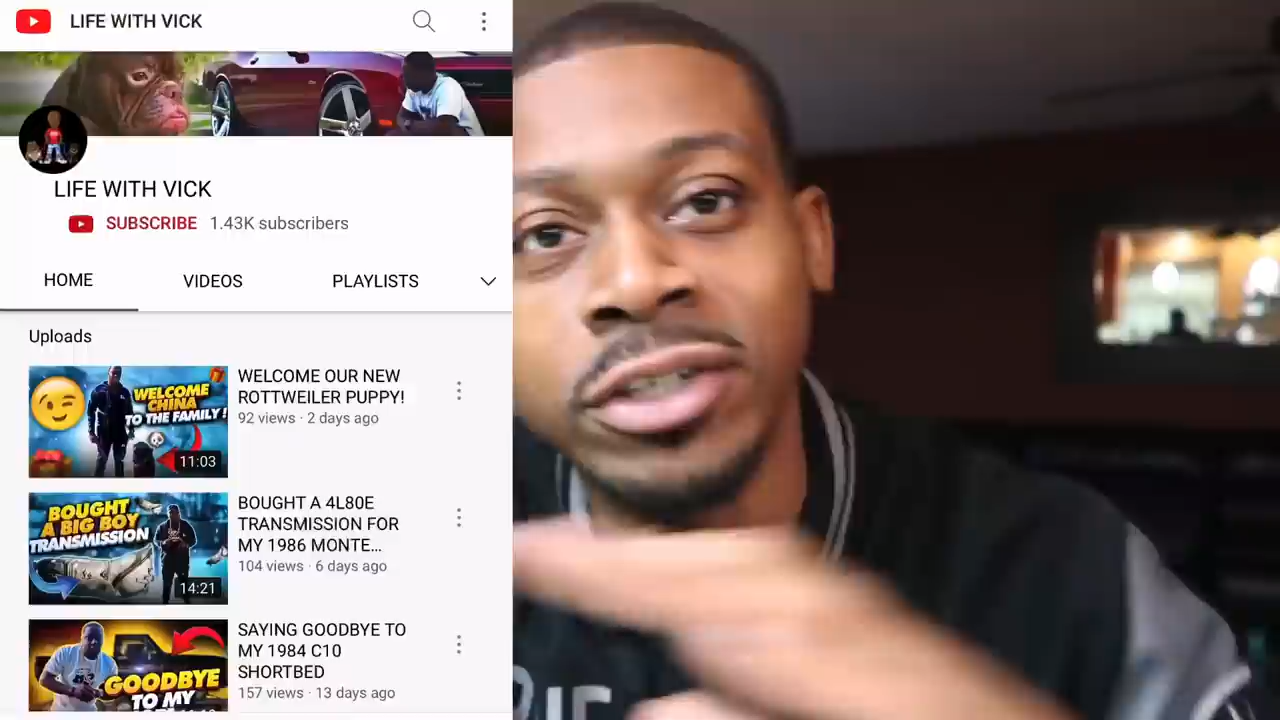 LIFE WITH VICK
LIFE WITH VICK
SUBSCRIBE 1.43K subscribers
HOME VIDEOS PLAYLISTS
Uploads
WELCOME
CHINA
TO THE FAMILY!
11:03
WELCOME OUR NEW
ROTTWEILER PUPPY!
92 views · 2 days ago
BOUGHT
A BIG BOY
TRANSMISSION
14:21
BOUGHT A 4L80E
TRANSMISSION FOR
MY 1986 MONTE...
104 views · 6 days ago
GOODBYE
TO MY
SAYING GOODBYE TO
MY 1984 C10
SHORTBED
157 views · 13 days ago